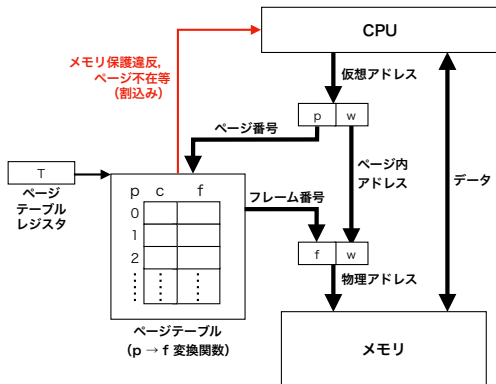 CPU
メモリ保護違反,
ページ不在等
（割込み）
仮想アドレス
p w
ページ番号
T
ページ
テーブル
レジスタ
p c f
0
1
2
フレーム番号
ページ内
アドレス
データ
f w
物理アドレス
ページテーブル
（p → f 変換関数）
メモリ